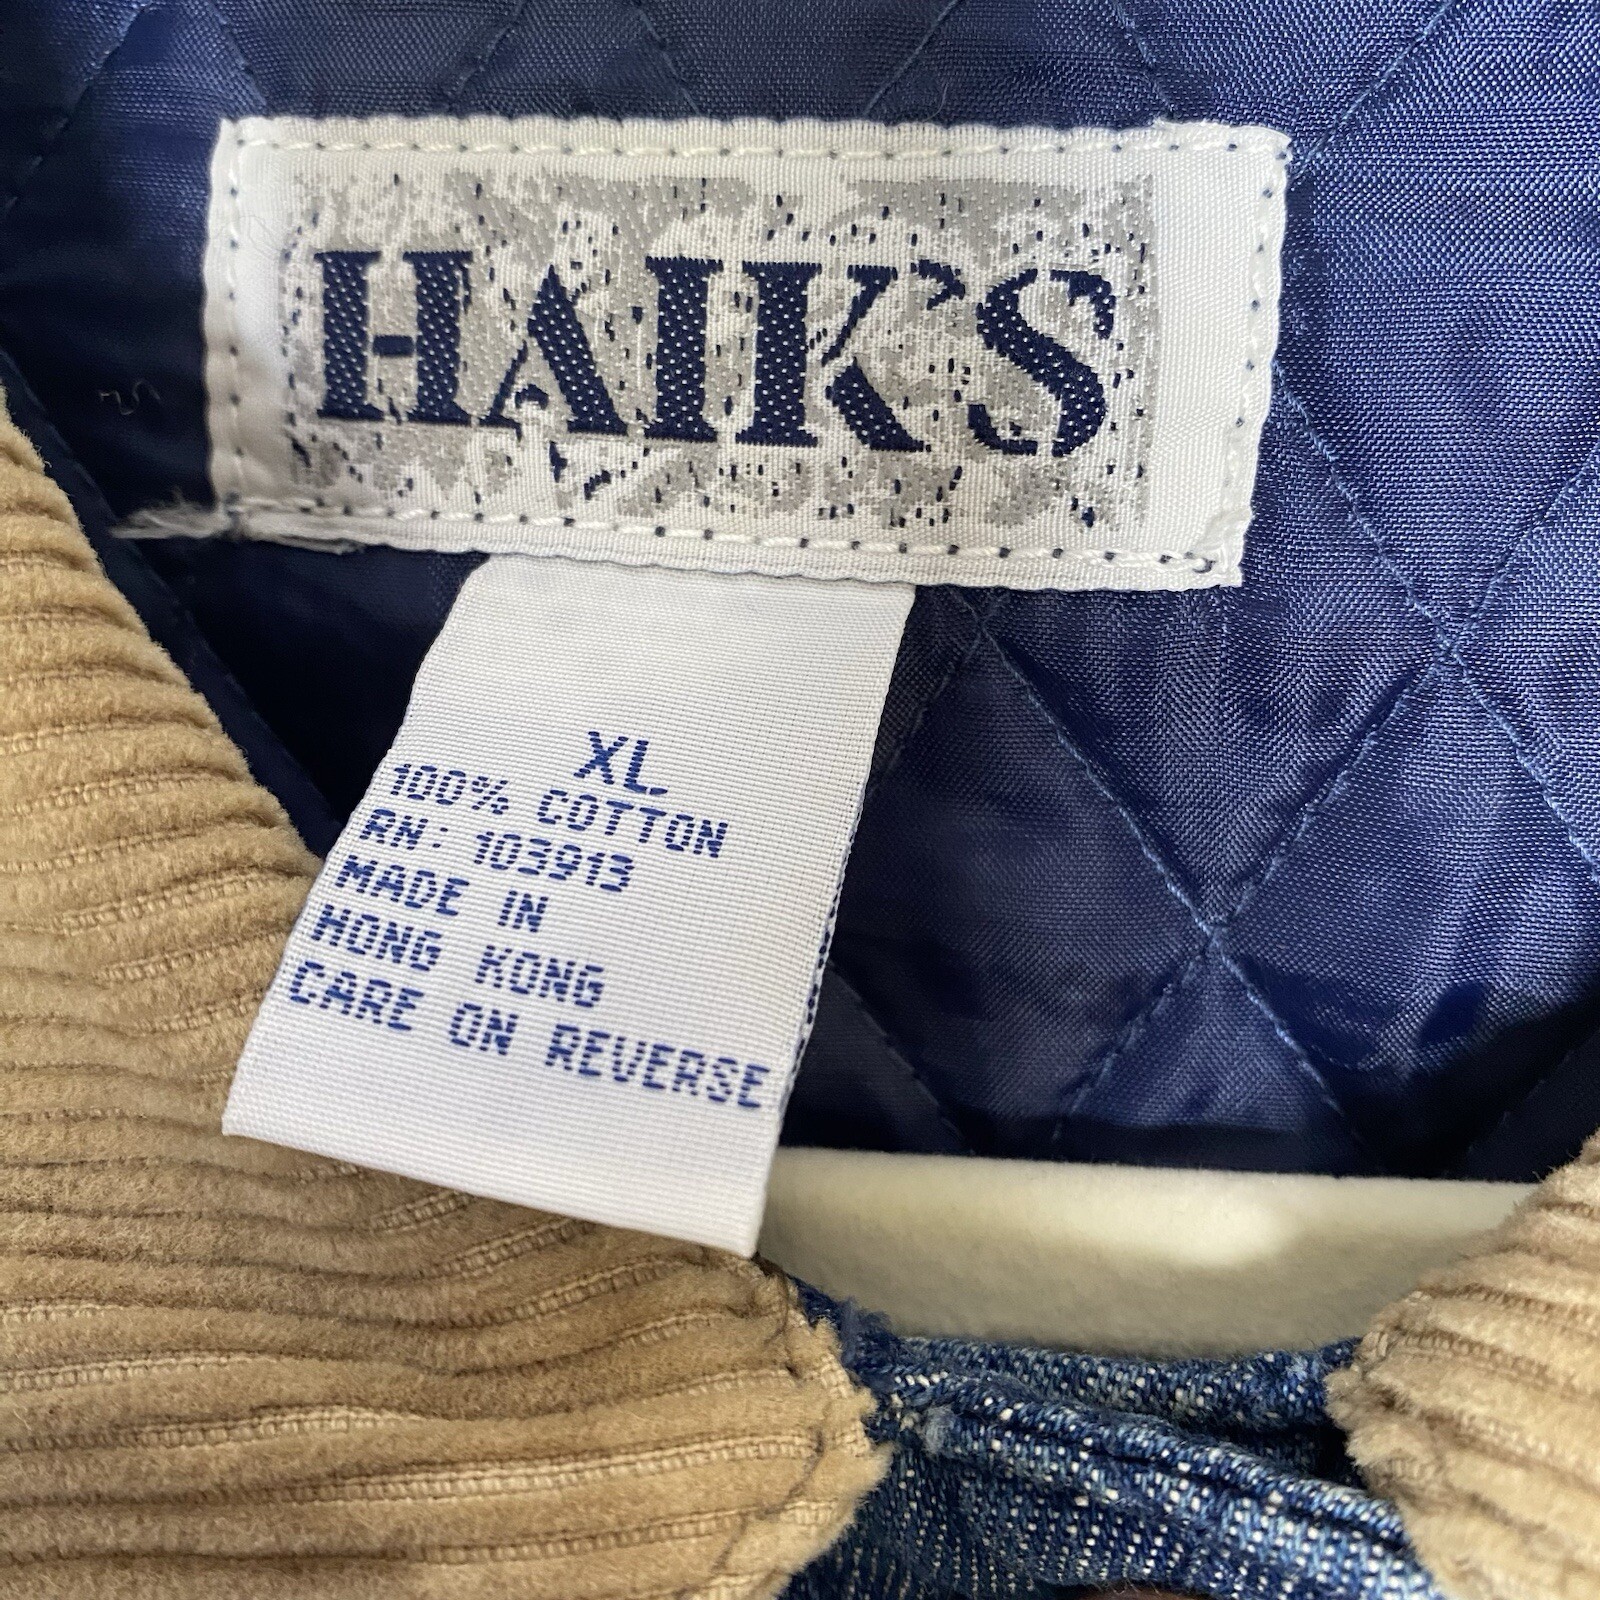 HAIK'S
XL
100% COTTON
RN: 103913
MADE IN
HONG KONG
CARE ON REVERSE